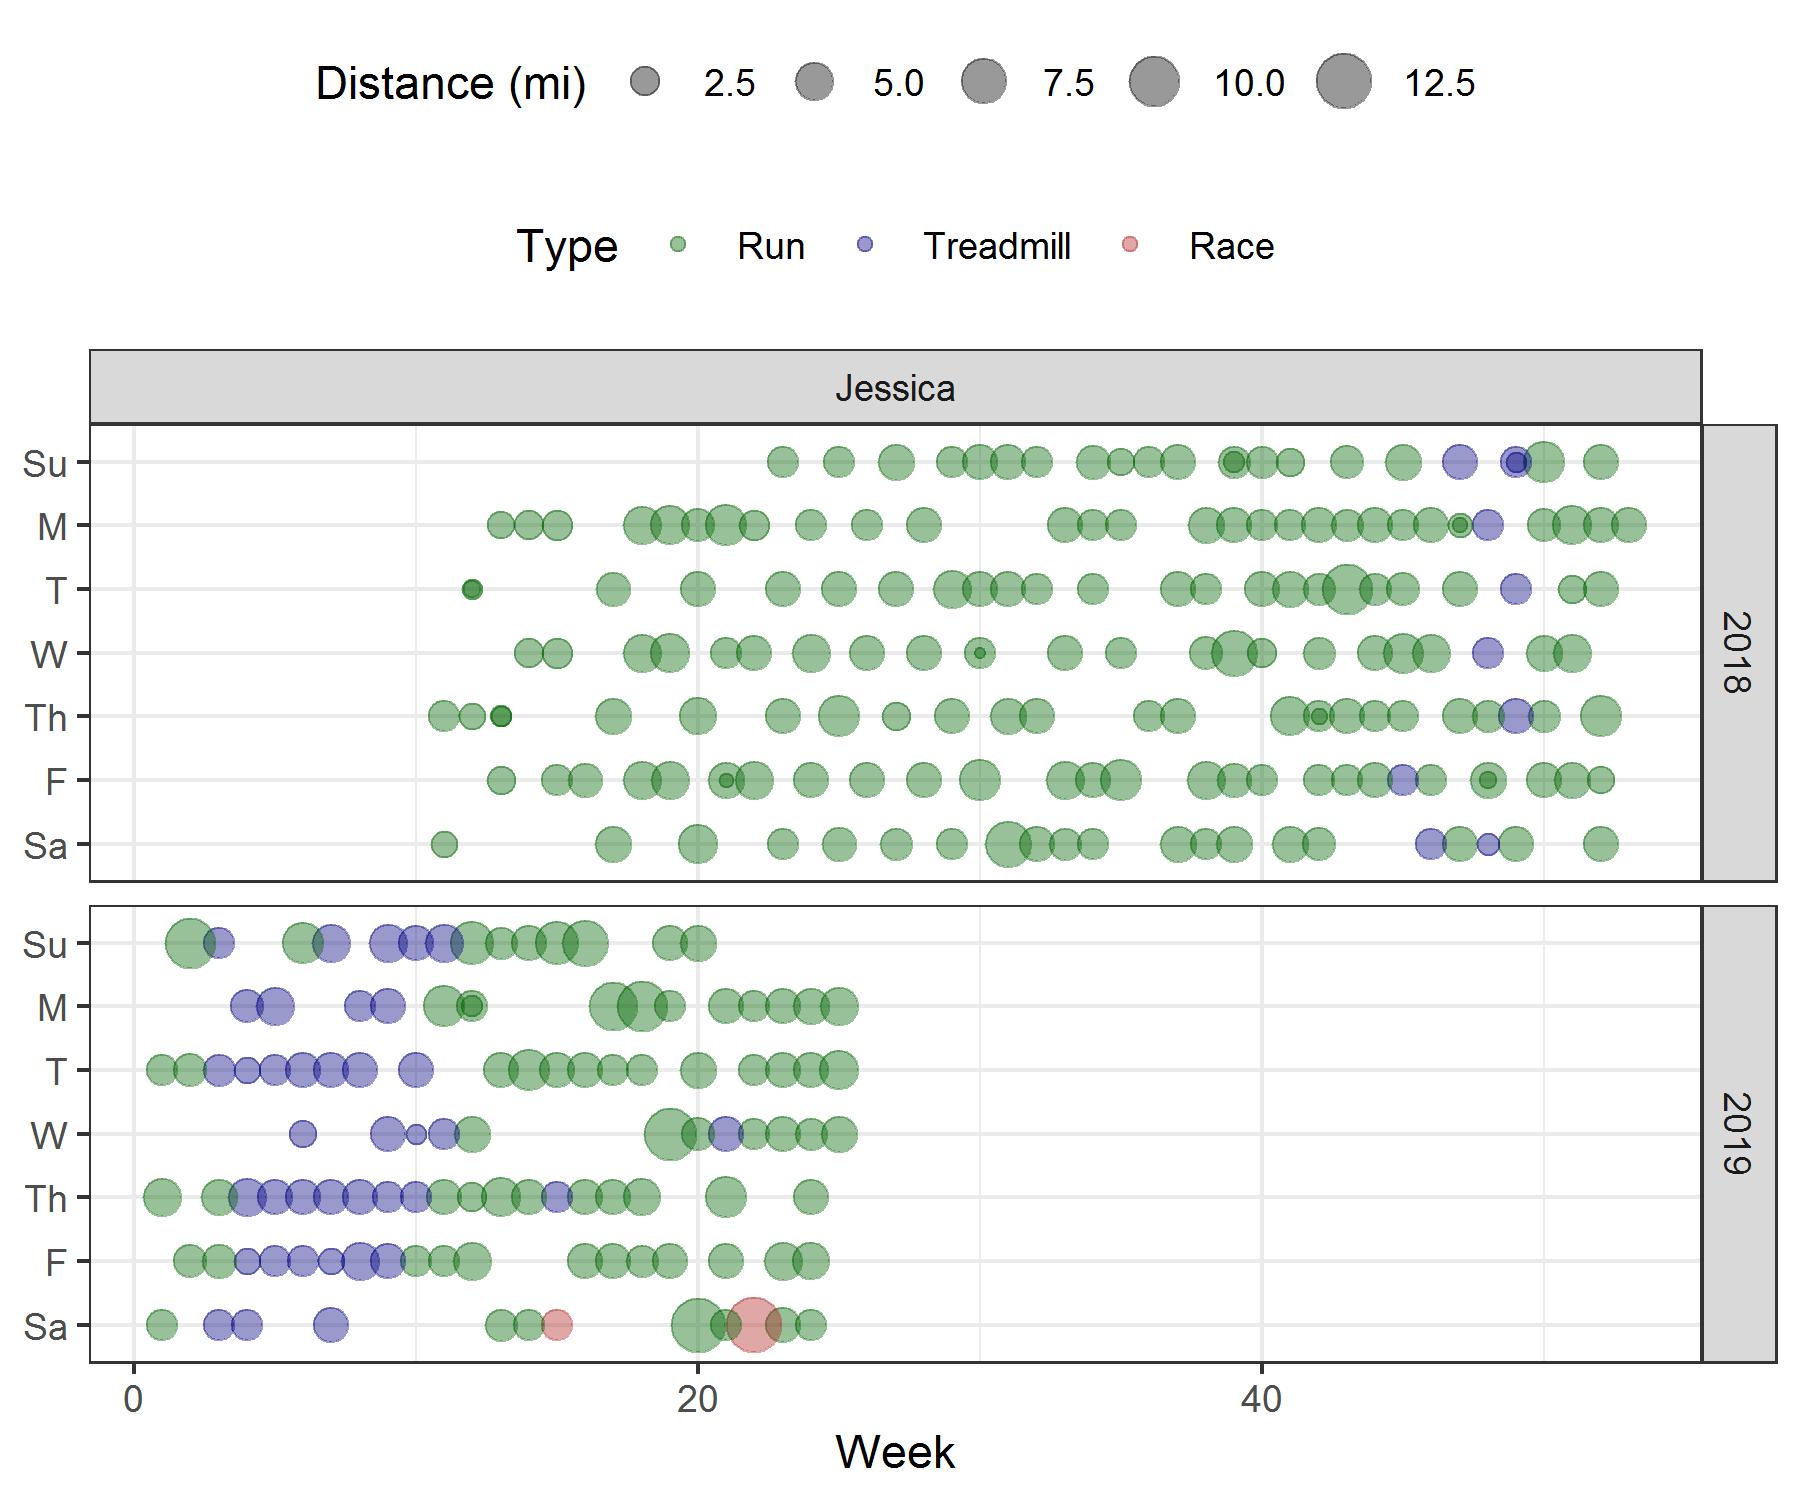 Distance (mi) 2.5 5.0 7.5 10.0 12.5
Type Run Treadmill Race
Jessica
Su
M
T
W
Th
F
Sa
2018
Su
M
T
W
Th
F
Sa
2019
0 20 40
Week